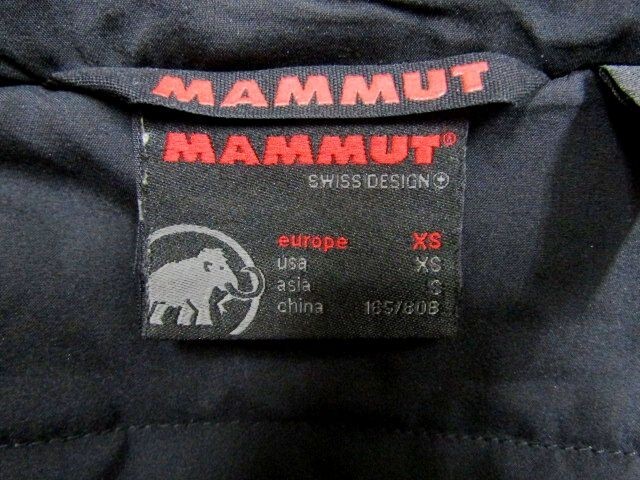 MAMMUT
MAMMUT®
SWISS DESIGN
europe XS
usa XS
asia S
china 165/80B